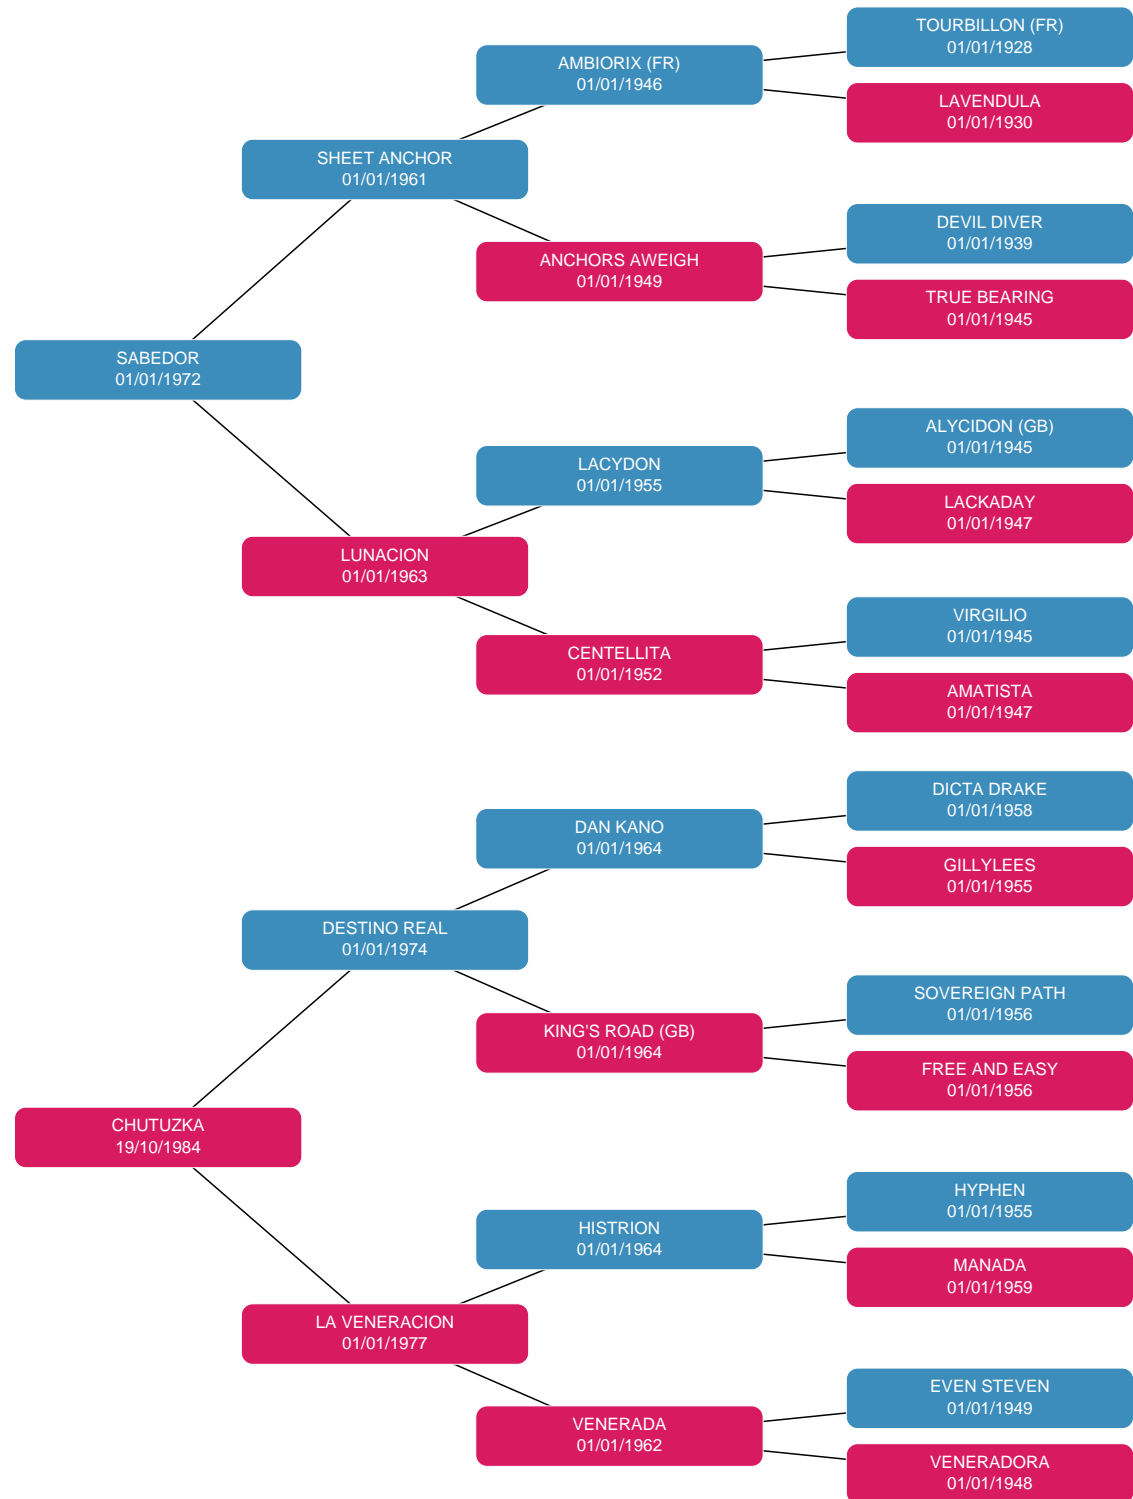 TOURBILLON (FR)
01/01/1928
AMBIORIX (FR)
01/01/1946
LAVENDULA
01/01/1930
SHEET ANCHOR
01/01/1961
DEVIL DIVER
01/01/1939
ANCHORS AWEIGH
01/01/1949
TRUE BEARING
01/01/1945
SABEDOR
01/01/1972
ALYCIDON (GB)
01/01/1945
LACYDON
01/01/1955
LACKADAY
01/01/1947
LUNACION
01/01/1963
VIRGILIO
01/01/1945
CENTELLITA
01/01/1952
AMATISTA
01/01/1947
DICTA DRAKE
01/01/1958
DAN KANO
01/01/1964
GILLYLEES
01/01/1955
DESTINO REAL
01/01/1974
SOVEREIGN PATH
01/01/1956
KING'S ROAD (GB)
01/01/1964
FREE AND EASY
01/01/1956
CHUTUZKA
19/10/1984
HYPHEN
01/01/1955
HISTRION
01/01/1964
MANADA
01/01/1959
LA VENERACION
01/01/1977
EVEN STEVEN
01/01/1949
VENERADA
01/01/1962
VENERADORA
01/01/1948